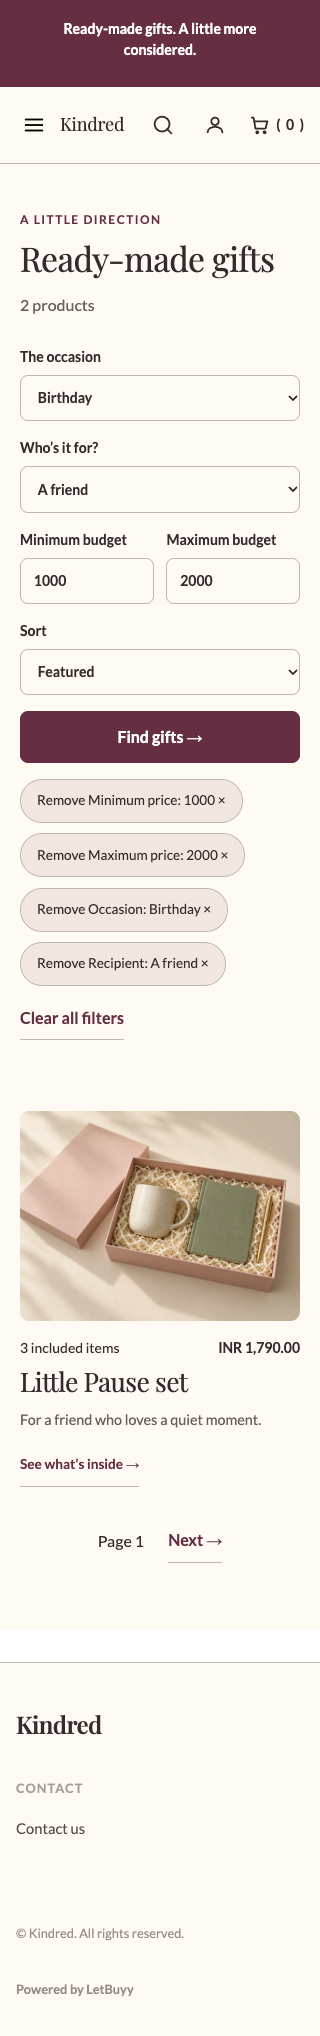 Ready-made gifts. A little more
considered.
Kindred
( 0 )
A LITTLE DIRECTION
Ready-made gifts
2 products
The occasion
Birthday
Who's it for?
A friend
Minimum budget Maximum budget
1000 2000
Sort
Featured
Find gifts →
Remove Minimum price: 1000 ×
Remove Maximum price: 2000 ×
Remove Occasion: Birthday ×
Remove Recipient: A friend ×
Clear all filters
3 included items INR 1,790.00
Little Pause set
For a friend who loves a quiet moment.
See what's inside →
Page 1 Next →
Kindred
CONTACT
Contact us
© Kindred. All rights reserved.
Powered by LetBuyy